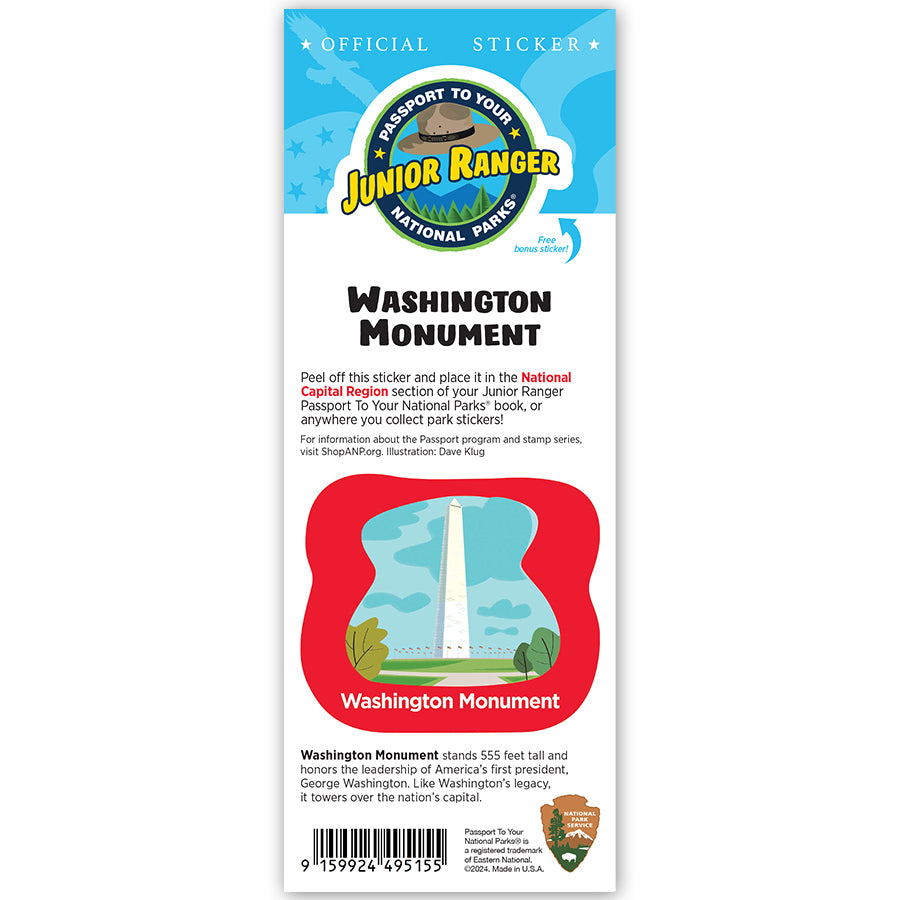 ★ OFFICIAL STICKER ★
PASSPORT TO YOUR
JUNIOR RANGER
NATIONAL PARKS®
Free
bonus sticker!
WASHINGTON
MONUMENT
Peel off this sticker and place it in the National
Capital Region section of your Junior Ranger
Passport To Your National Parks® book, or
anywhere you collect park stickers!
For information about the Passport program and stamp series,
visit ShopANP.org. Illustration: Dave Klug
Washington Monument
Washington Monument stands 555 feet tall and
honors the leadership of America's first president,
George Washington. Like Washington's legacy,
it towers over the nation's capital.
9 159924 495155
Passport To Your
National Parks® is
a registered trademark
of Eastern National.
©2024. Made in U.S.A.
NATIONAL
PARK
SERVICE